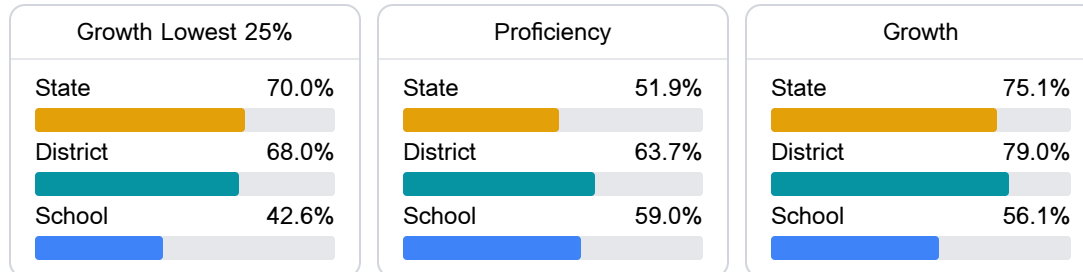 Growth Lowest 25%
State 70.0%
District 68.0%
School 42.6%
Proficiency
State 51.9%
District 63.7%
School 59.0%
Growth
State 75.1%
District 79.0%
School 56.1%